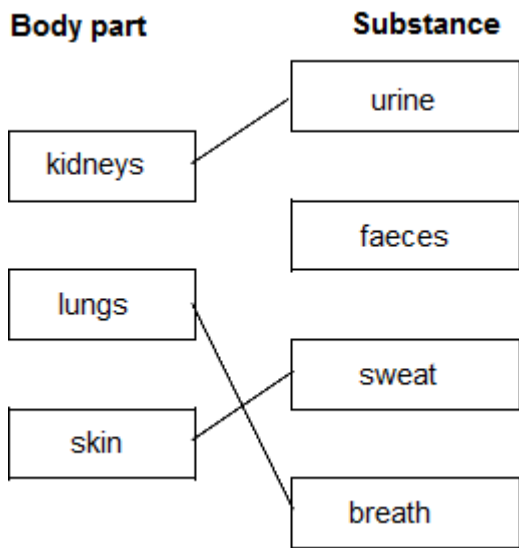 Body part
Substance
urine
kidneys
faeces
lungs
sweat
skin
breath